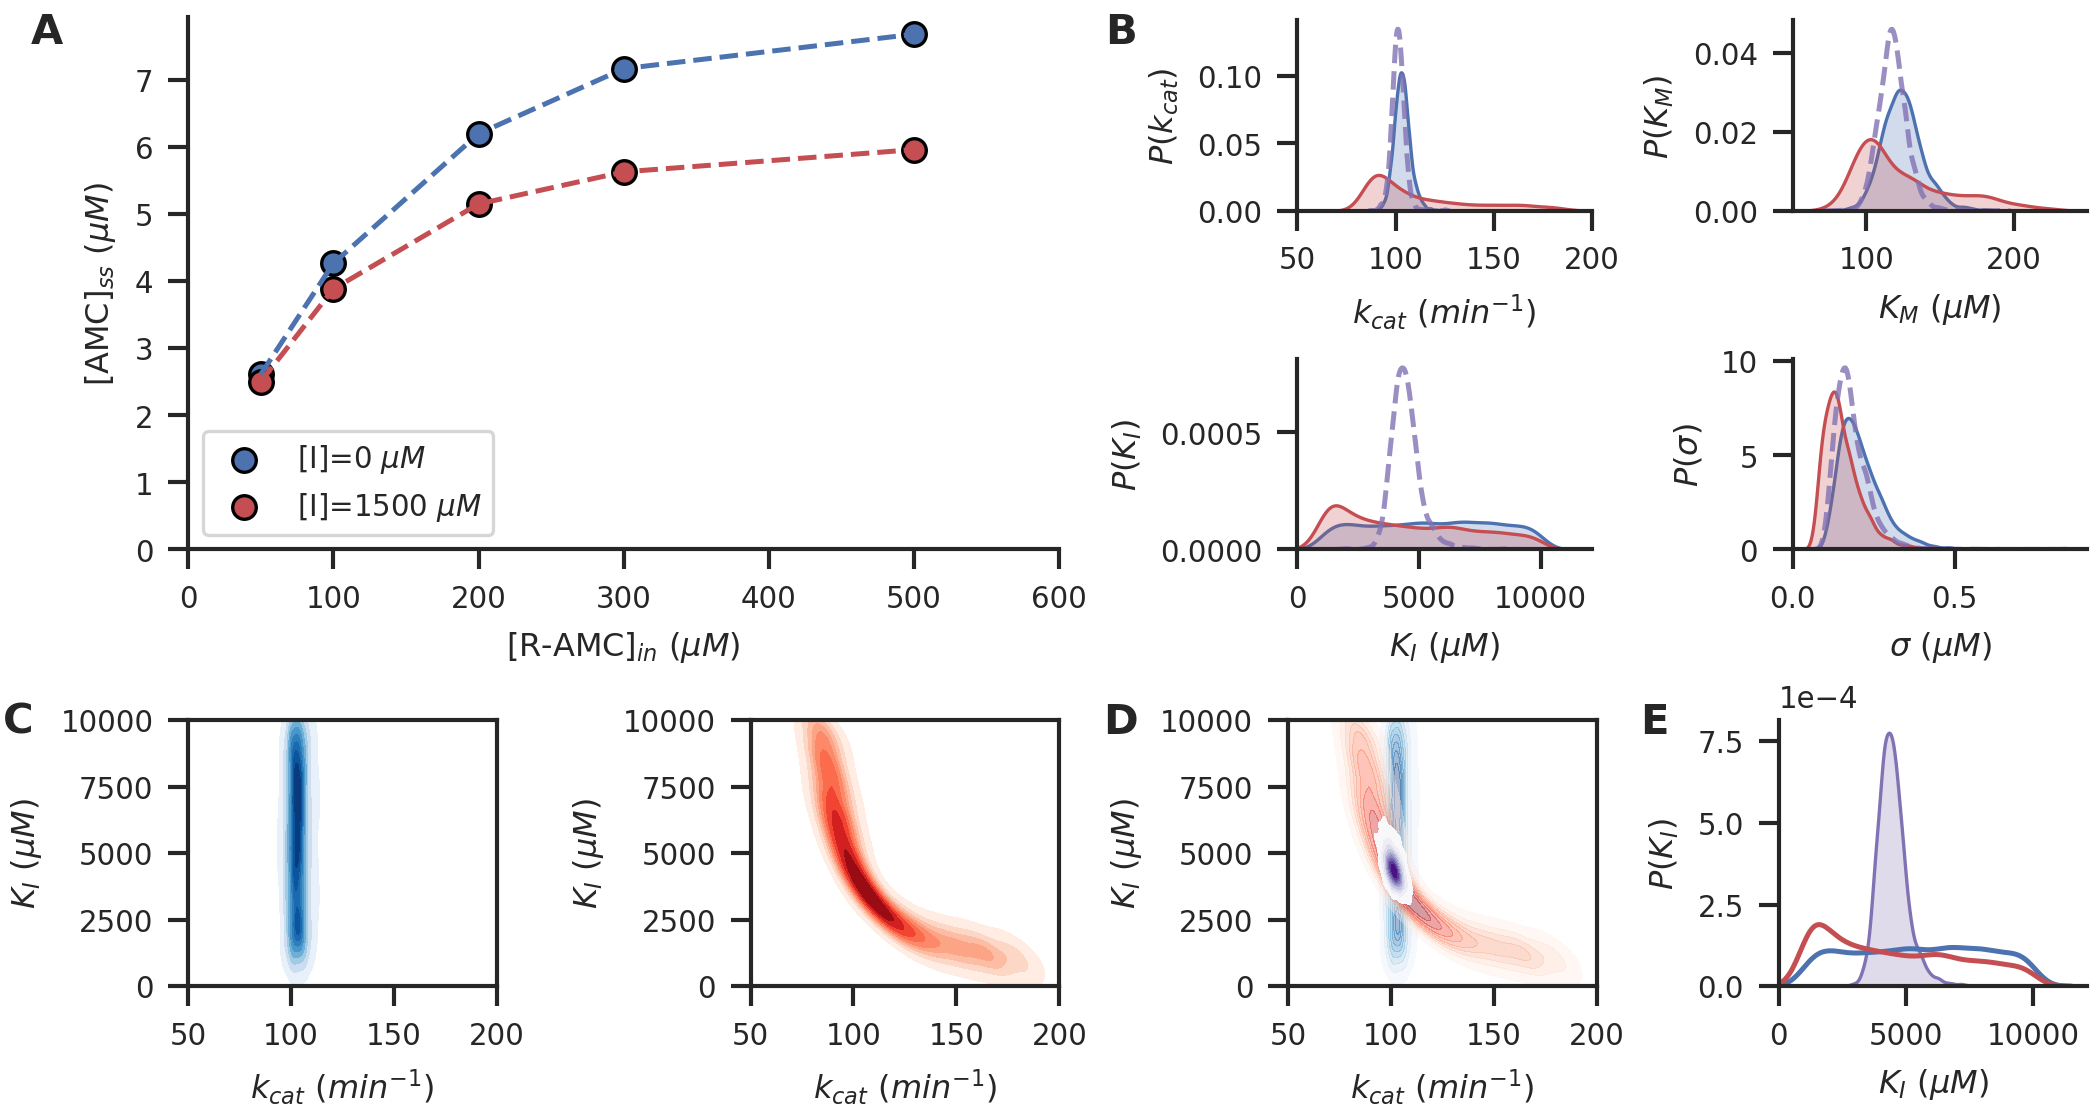 A
7
6
5
4
3
2
1
0
[AMC]ss (μM)
[I]=0 μM
[I]=1500 μM
0 100 200 300 400 500 600
[R-AMC]in (μM)
B
0.10
0.05
0.00
P(kcat)
50 100 150 200
kcat (min−1)
0.04
0.02
0.00
P(KM)
100 200
KM (μM)
0.0005
0.0000
P(KI)
0 5000 10000
KI (μM)
10
5
0
P(σ)
0.0 0.5
σ (μM)
C
10000
7500
5000
2500
0
KI (μM)
50 100 150 200
kcat (min−1)
10000
7500
5000
2500
0
KI (μM)
50 100 150 200
kcat (min−1)
D
10000
7500
5000
2500
0
KI (μM)
50 100 150 200
kcat (min−1)
E
1e−4
7.5
5.0
2.5
0.0
P(KI)
0 5000 10000
KI (μM)